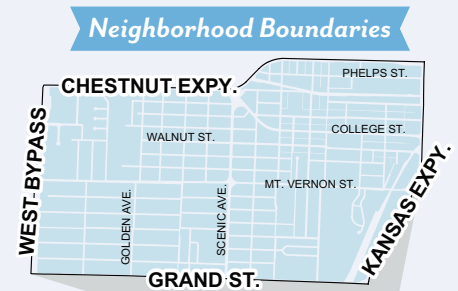 Neighborhood Boundaries
PHELPS ST.
CHESTNUT EXPY.
COLLEGE ST.
WALNUT ST.
WEST BYPASS
MT. VERNON ST.
GOLDEN AVE.
SCENIC AVE.
KANSAS EXPY.
GRAND ST.